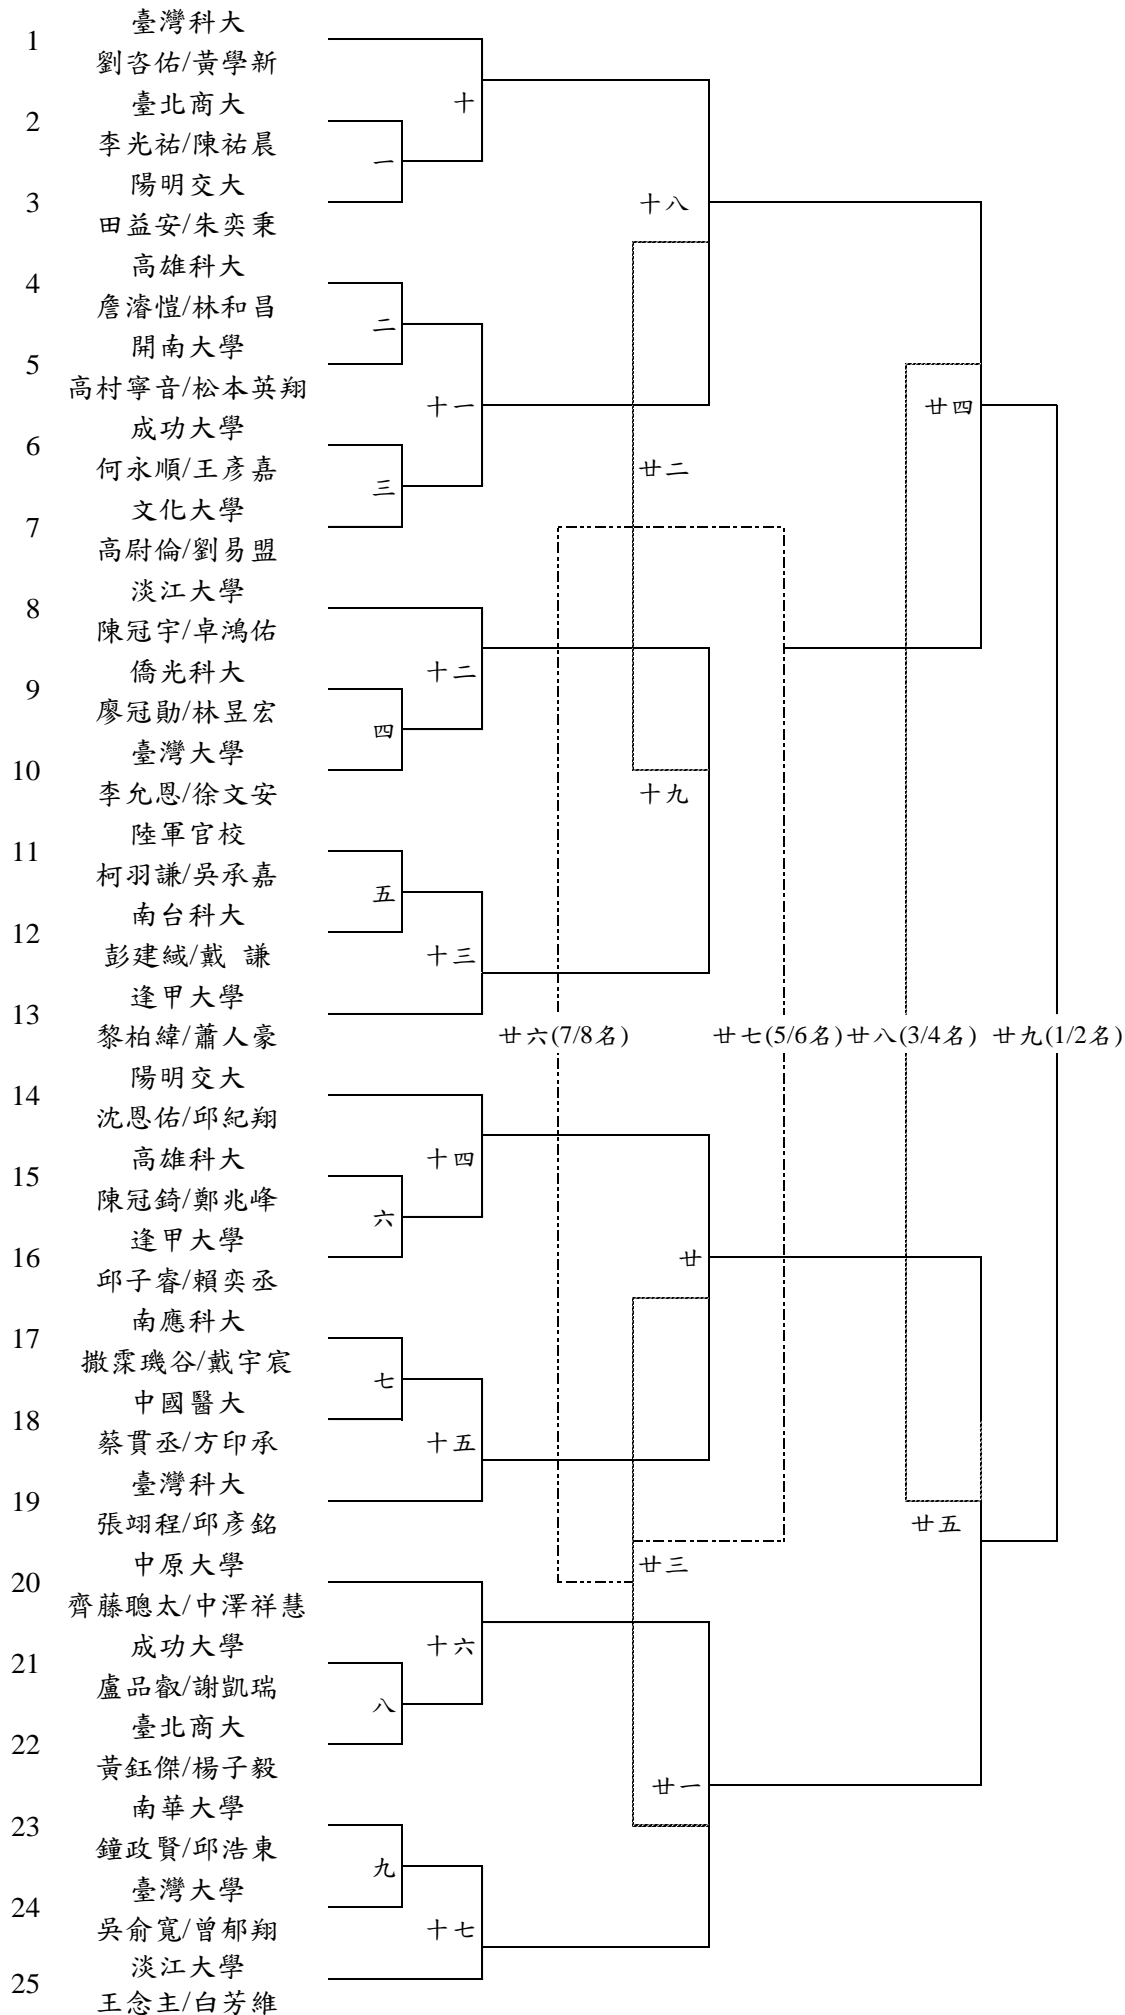 1 臺灣科大
劉咨佑/黃學新
2 臺北商大
李光祐/陳祐晨
3 陽明交大
田益安/朱奕秉
4 高雄科大
詹濬愷/林和昌
5 開南大學
高村寧音/松本英翔
6 成功大學
何永順/王彥嘉
7 文化大學
高尉倫/劉易盟
8 淡江大學
陳冠宇/卓鴻佑
9 僑光科大
廖冠勛/林昱宏
10 臺灣大學
李允恩/徐文安
11 陸軍官校
柯羽謙/吳承嘉
12 南台科大
彭建絨/戴 謙
13 逢甲大學
黎柏緯/蕭人豪
14 陽明交大
沈恩佑/邱紀翔
15 高雄科大
陳冠錡/鄭兆峰
16 逢甲大學
邱子睿/賴奕丞
17 南應科大
撒霂璣谷/戴宇宸
18 中國醫大
蔡貫丞/方印承
19 臺灣科大
張翊程/邱彥銘
20 中原大學
齊藤聰太/中澤祥慧
21 成功大學
盧品叡/謝凱瑞
22 臺北商大
黃鈺傑/楊子毅
23 南華大學
鐘政賢/邱浩東
24 臺灣大學
吳俞寬/曾郁翔
25 淡江大學
王念主/白芳維
一
二
三
四
五
六
七
八
九
十
十一
十二
十三
十四
十五
十六
十七
十八
十九
廿
廿一
廿二
廿三
廿四
廿五
廿六(7/8名)
廿七(5/6名)
廿八(3/4名)
廿九(1/2名)